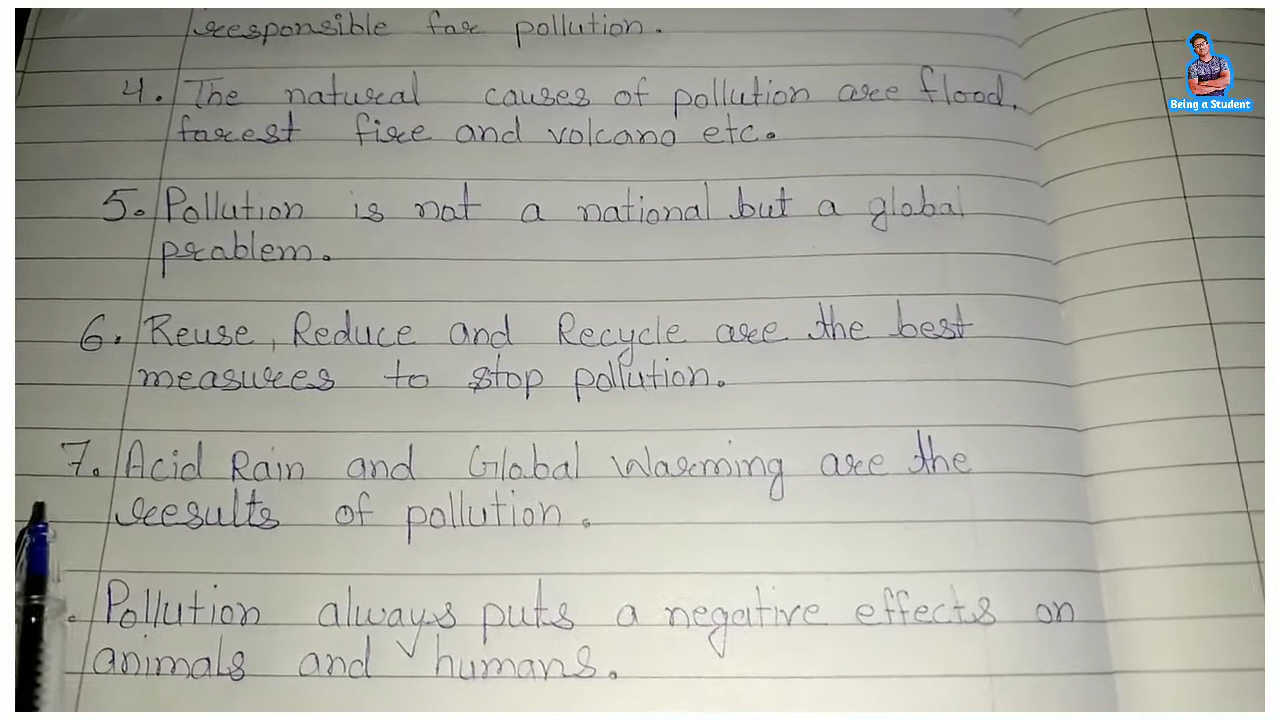 responsible for pollution.
4. The natural causes of pollution are flood,
forest fire and volcano etc.
5. Pollution is not a national but a global
problem.
6. Reuse, Reduce and Recycle are the best
measures to stop pollution.
7. Acid Rain and Global Warming are the
results of pollution.
. Pollution always puts a negative effects on
animals and humans.
Being a Student